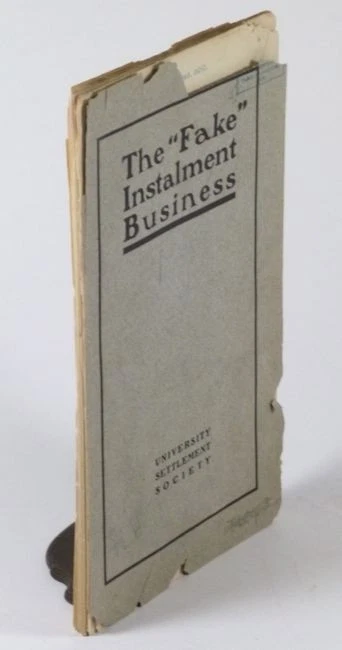 The "Fake"
Instalment
Business
UNIVERSITY
SETTLEMENT
SOCIETY